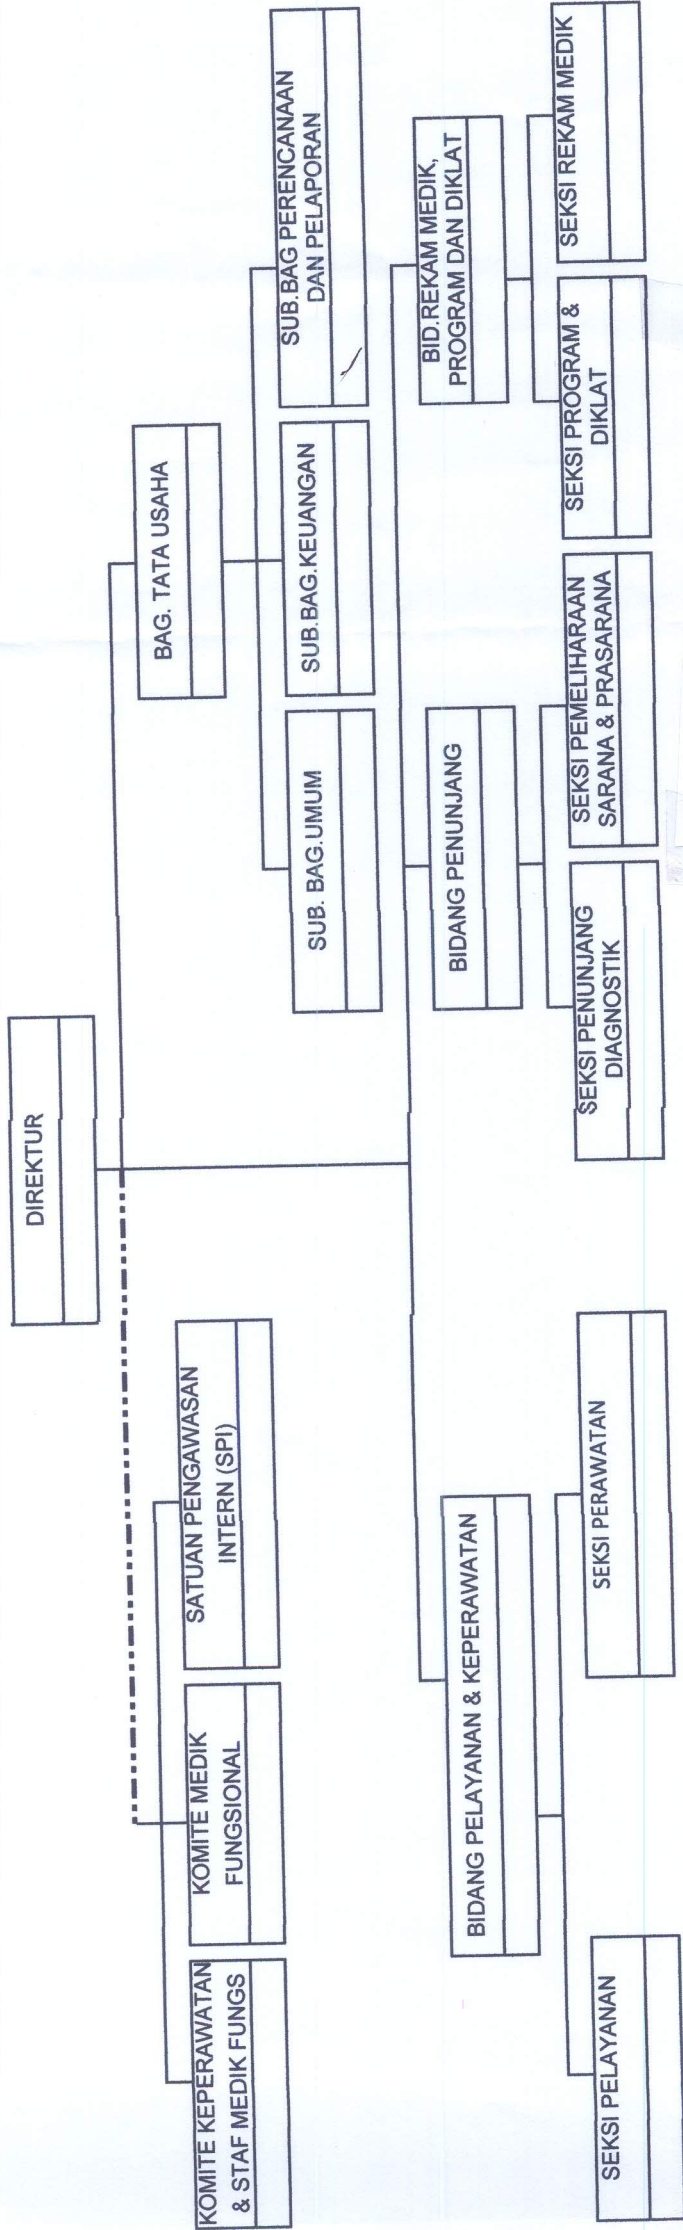 DIREKTUR
BAG. TATA USAHA
KOMITE KEPERAWATAN
& STAF MEDIK FUNGS
KOMITE MEDIK
FUNGSIONAL
SATUAN PENGAWASAN
INTERN (SPI)
SUB. BAG.UMUM
SUB.BAG.KEUANGAN
SUB.BAG PERENCANAAN
DAN PELAPORAN
BIDANG PELAYANAN & KEPERAWATAN
BIDANG PENUNJANG
BID.REKAM MEDIK,
PROGRAM DAN DIKLAT
SEKSI PELAYANAN
SEKSI PERAWATAN
SEKSI PENUNJANG
DIAGNOSTIK
SEKSI PEMELIHARAAN
SARANA & PRASARANA
SEKSI PROGRAM &
DIKLAT
SEKSI REKAM MEDIK